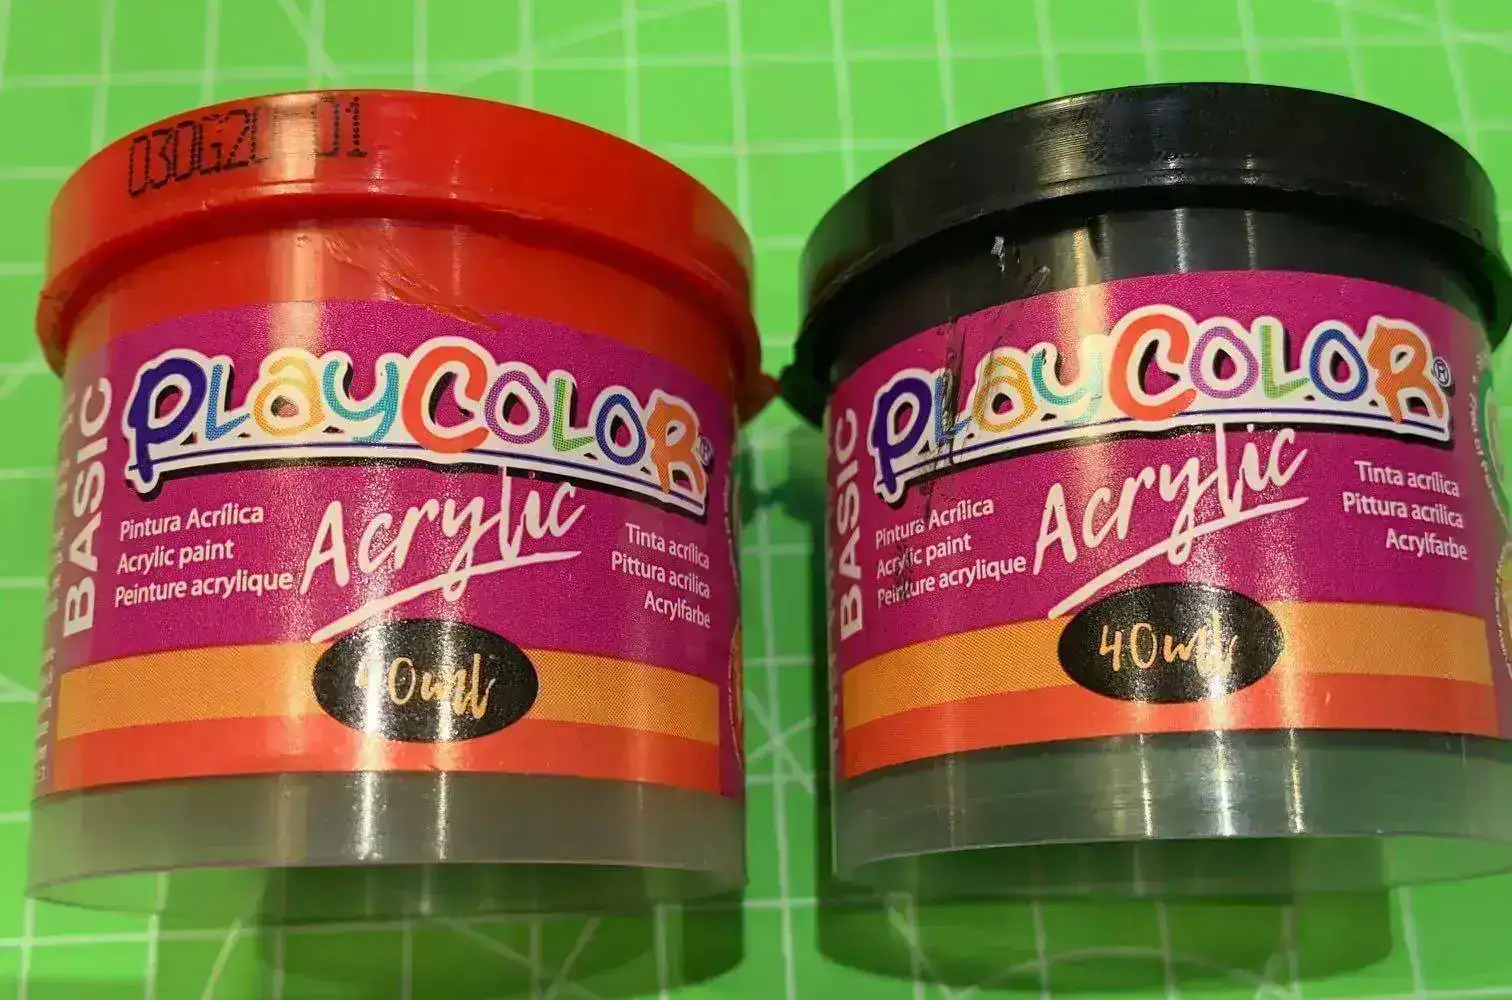 BASIC
PLAYCOLOR®
Acrylic
Pintura Acrílica
Acrylic paint
Peinture acrylique
Tinta acrílica
Pittura acrilica
Acrylfarbe
40ml
BASIC
PLAYCOLOR®
Acrylic
Pintura Acrílica
Acrylic paint
Peinture acrylique
Tinta acrílica
Pittura acrilica
Acrylfarbe
40ml